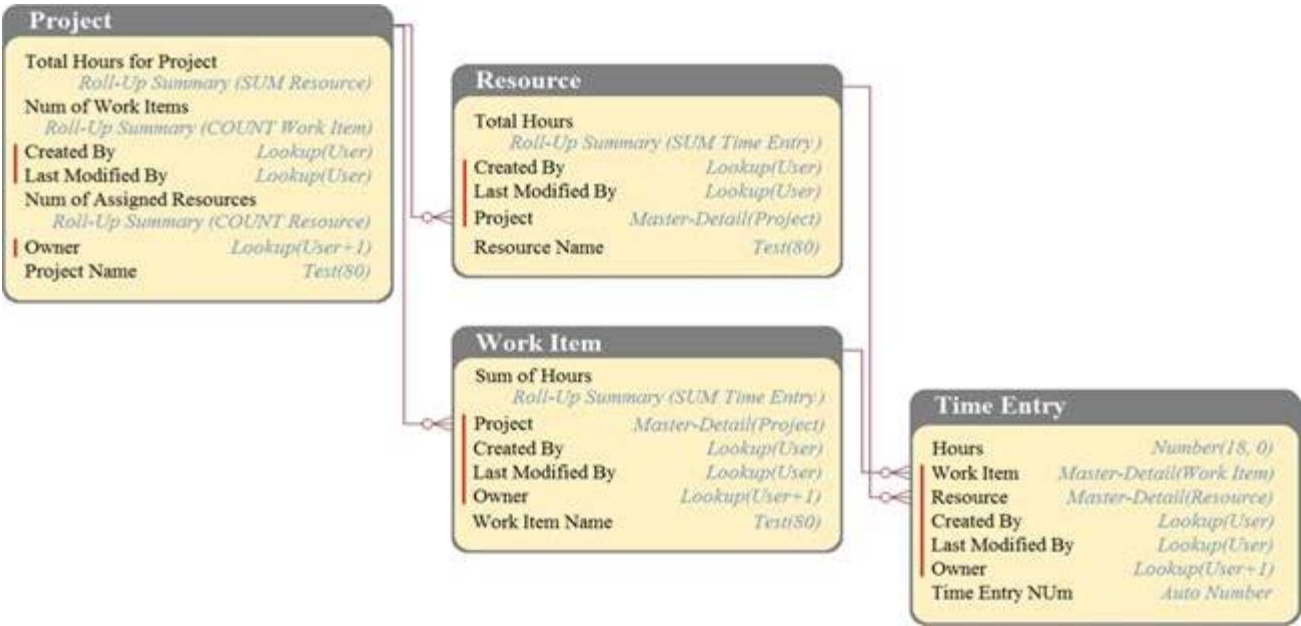 Project
Total Hours for Project
Roll-Up Summary (SUM Resource)
Num of Work Items
Roll-Up Summary (COUNT Work Item)
Created By Lookup(User)
Last Modified By Lookup(User)
Num of Assigned Resources
Roll-Up Summary (COUNT Resource)
Owner Lookup(User+1)
Project Name Test(80)
Resource
Total Hours
Roll-Up Summary (SUM Time Entry)
Created By Lookup(User)
Last Modified By Lookup(User)
Project Master-Detail(Project)
Resource Name Test(80)
Work Item
Sum of Hours
Roll-Up Summary (SUM Time Entry)
Project Master-Detail(Project)
Created By Lookup(User)
Last Modified By Lookup(User)
Owner Lookup(User+1)
Work Item Name Test(80)
Time Entry
Hours Number(18, 0)
Work Item Master-Detail(Work Item)
Resource Master-Detail(Resource)
Created By Lookup(User)
Last Modified By Lookup(User)
Owner Lookup(User+1)
Time Entry NUm Auto Number